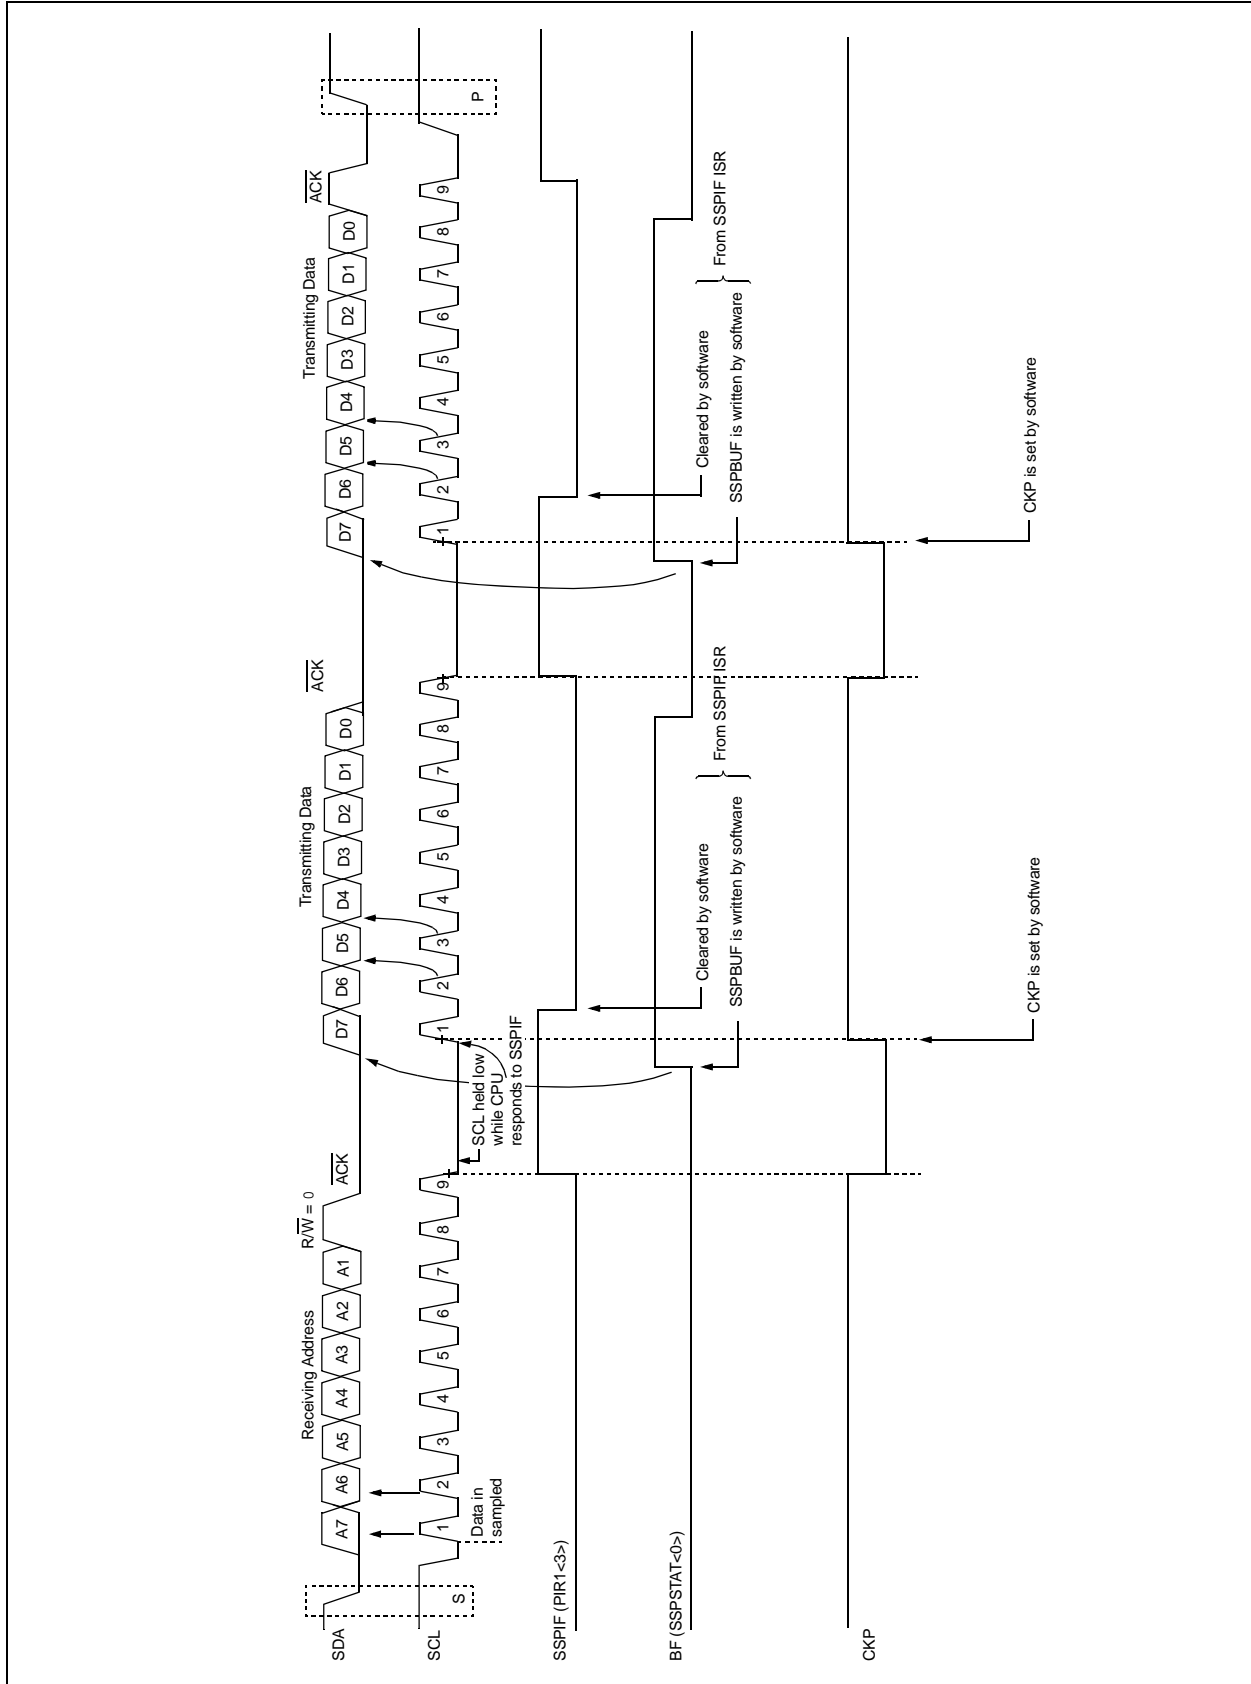 Receiving Address
R/W = 0
ACK
Transmitting Data
ACK
Transmitting Data
ACK
SDA
A7 A6 A5 A4 A3 A2 A1
D7 D6 D5 D4 D3 D2 D1 D0
D7 D6 D5 D4 D3 D2 D1 D0
SCL
1 2 3 4 5 6 7 8 9
1 2 3 4 5 6 7 8 9
1 2 3 4 5 6 7 8 9
S
P
Data in
sampled
SCL held low
while CPU
responds to SSPIF
SSPIF (PIR1<3>)
BF (SSPSTAT<0>)
Cleared by software
From SSPIF ISR
SSPBUF is written by software
Cleared by software
From SSPIF ISR
SSPBUF is written by software
CKP
CKP is set by software
CKP is set by software